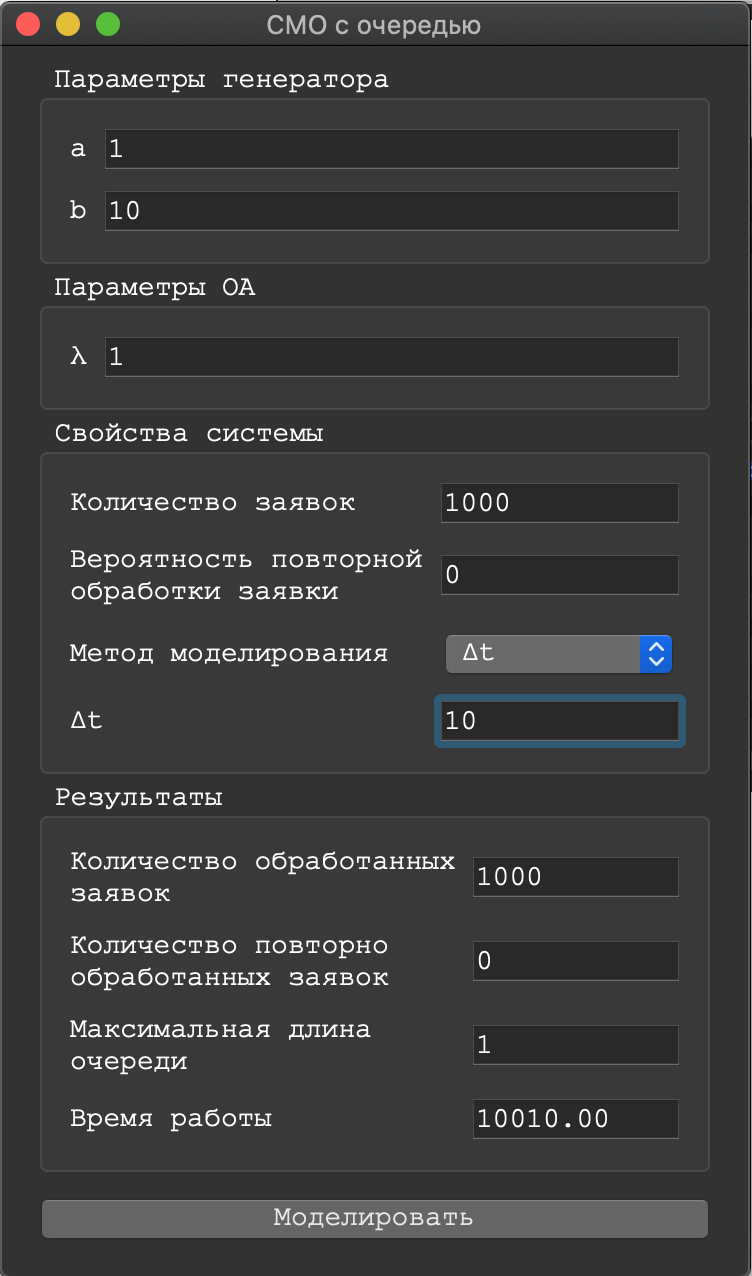 СМО с очередью
Параметры генератора
a 1
b 10
Параметры ОА
λ 1
Свойства системы
Количество заявок 1000
Вероятность повторной
обработки заявки
0
Метод моделирования Δt
Δt 10
Результаты
Количество обработанных
заявок
1000
Количество повторно
обработанных заявок
0
Максимальная длина
очереди
1
Время работы 10010.00
Моделировать